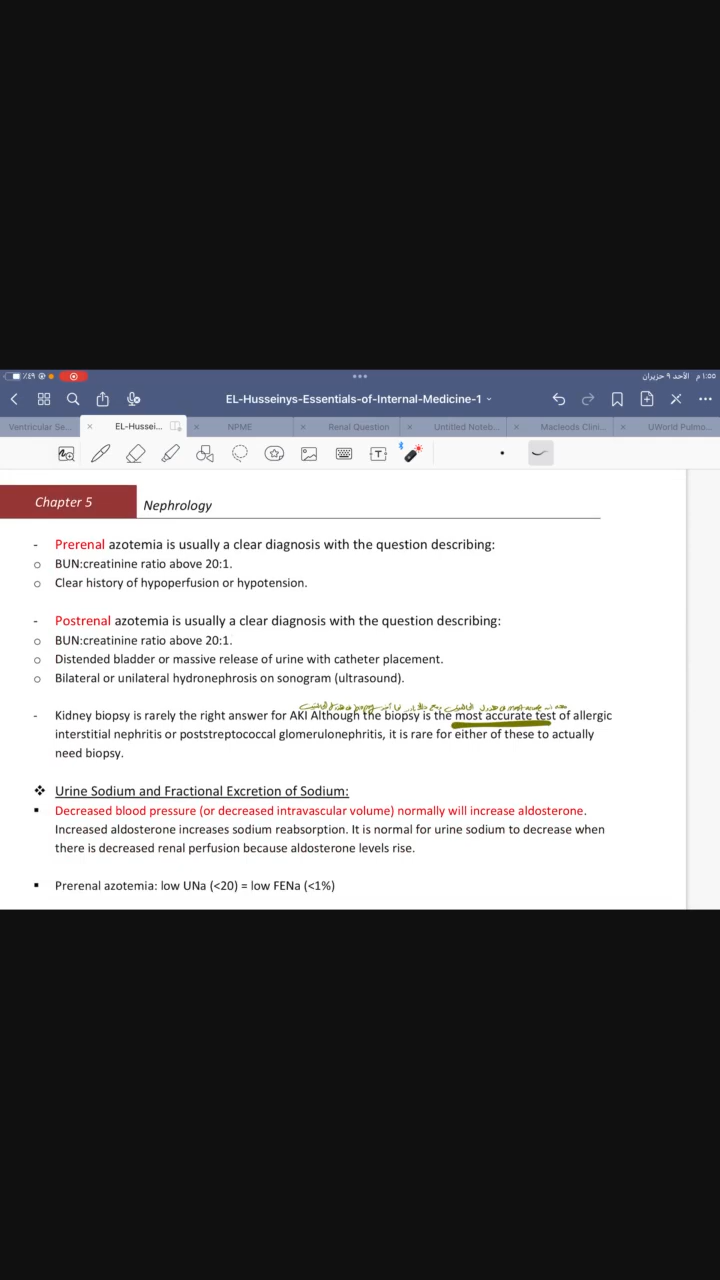 ٪٤٩
١:٥٥ م الأحد ٩ حزيران
EL-Husseinys-Essentials-of-Internal-Medicine-1
Ventricular Se...
EL-Hussei...
NPME
Renal Question
Untitled Noteb...
Macleods Clini...
UWorld Pulmo...
Chapter 5
Nephrology
- Prerenal azotemia is usually a clear diagnosis with the question describing:
o BUN:creatinine ratio above 20:1.
o Clear history of hypoperfusion or hypotension.
- Postrenal azotemia is usually a clear diagnosis with the question describing:
o BUN:creatinine ratio above 20:1.
o Distended bladder or massive release of urine with catheter placement.
o Bilateral or unilateral hydronephrosis on sonogram (ultrasound).
- Kidney biopsy is rarely the right answer for AKI Although the biopsy is the most accurate test of allergic
interstitial nephritis or poststreptococcal glomerulonephritis, it is rare for either of these to actually
need biopsy.
❖ Urine Sodium and Fractional Excretion of Sodium:
▪ Decreased blood pressure (or decreased intravascular volume) normally will increase aldosterone.
Increased aldosterone increases sodium reabsorption. It is normal for urine sodium to decrease when
there is decreased renal perfusion because aldosterone levels rise.
▪ Prerenal azotemia: low UNa (<20) = low FENa (<1%)